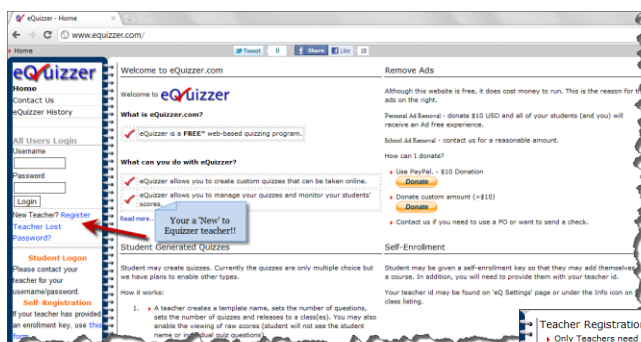 eQuizzer - Home
www.equizzer.com/
Home
Tweet 0 Share Like 18
eQuizzer
Home
Contact Us
eQuizzer History
All Users Login
Username
Password
Login
New Teacher? Register
Teacher Lost
Password?
Student Logon
Please contact your
teacher for your
username/password.
Self-Registration
If your teacher has provided
an enrollment key, use this
form.
Welcome to eQuizzer.com
Welcome to eQuizzer
What is eQuizzer.com?
eQuizzer is a FREE** web-based quizzing program.
What can you do with eQuizzer?
eQuizzer allows you to create custom quizzes that can be taken online.
eQuizzer allows you to manage your quizzes and monitor your students'
scores.
Read more..
Your a 'New' to
Equizzer teacher!!
Student Generated Quizzes
Student may create quizzes. Currently the quizzes are only multiple choice but
we have plans to enable other types.
How it works:
1. A teacher creates a template name, sets the number of questions,
sets the number of quizzes and releases to a class(es). You may also
enable the viewing of raw scores (student will not see the student
name or individual quiz questions)
Remove Ads
Although this website is free, it does cost money to run. This is the reason for th
ads on the right.
Personal Ad Removal - donate $10 USD and all of your students (and you) will
receive an Ad free experience.
School Ad Removal - contact us for a reasonable amount.
How can I donate?
Use PayPal. - $10 Donation
Donate
Donate custom amount (>$10)
Donate
Contact us if you need to use a PO or want to send a check.
Self-Enrollment
Student may be given a self-enrollment key so that they may add themselves
a course. In addition, you will need to provide them with your teacher id.
Your teacher id may be found on 'eQ Settings' page or under the Info icon on
class listing.
Teacher Registratio
Only Teachers need